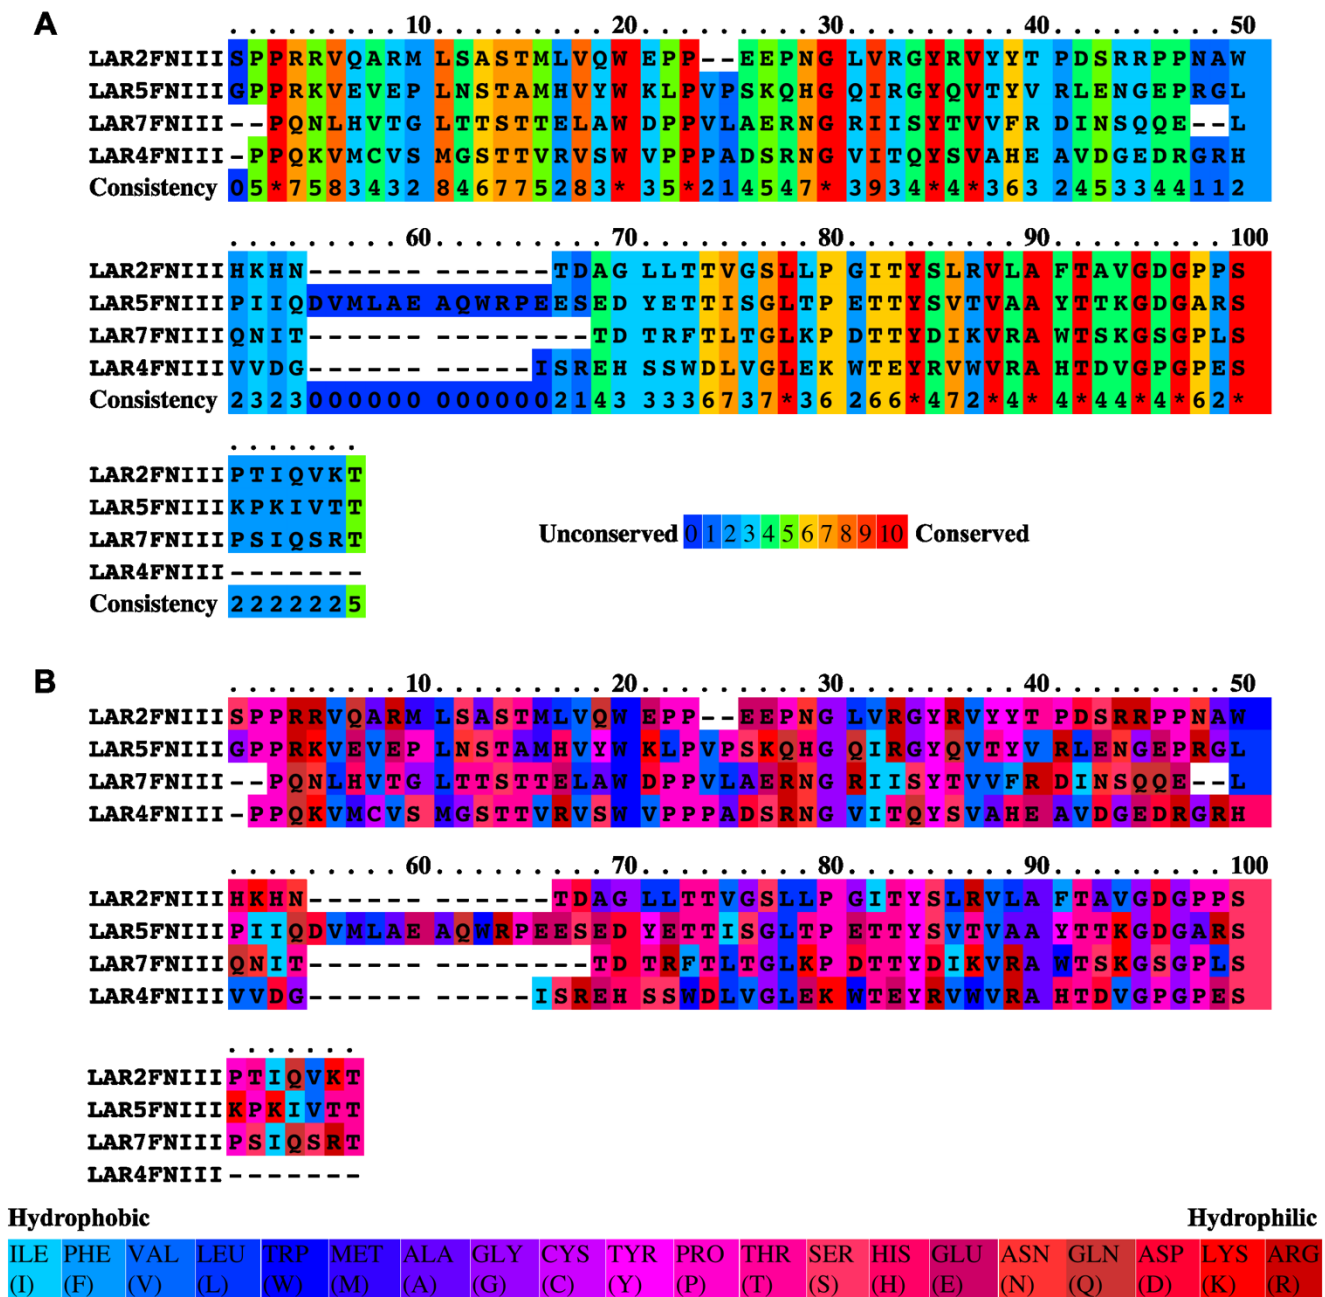 A
. . . . . . . . . 10 . . . . . . . . . 20 . . . . . . . . . 30 . . . . . . . . . 40 . . . . . . . . . 50
LAR2FNIII SPPRRVQARM LSASTMLVQW EPP--EEPNG LVRGYRVYYT PDSRRPPNAW
LAR5FNIII GPPRKVEVEP LNSTAMHVYW KLPVPSKQHG QIRGYQVTYV RLENGEPRGL
LAR7FNIII --PQNLHVTG LTTSTTELAW DPPVLAERNG RIISYTVVFR DINSQQE--L
LAR4FNIII -PPQKVMCVS MGSTTVRVSW VPPPADSRNG VITQYSVAHE AVDGEDRGRH
Consistency 05*7583432 846775283* 35*214547* 3934*4*363 2453344112
. . . . . . . . . 60 . . . . . . . . . 70 . . . . . . . . . 80 . . . . . . . . . 90 . . . . . . . . . 100
LAR2FNIII HKHN------ ------TDAG LLTTVGSLLP GITYSLRVLA FTAVGDGPPS
LAR5FNIII PIIQDVMLAE AQWRPEESED YETTISGLTP ETTYSVTVAA YTTKGDGARS
LAR7FNIII QNIT------ --------TD TRFTLTGLKP DTTYDIKVRA WTSKGSGPLS
LAR4FNIII VVDG------ -----ISREH SSWDLVGLEK WTEYRVWVRA HTDVGPGPES
Consistency 2323000000 0000002143 3336737*36 266*472*4* 4*44*4*62*
. . . . . . .
LAR2FNIII PTIQVKT
LAR5FNIII KPKIVTT
LAR7FNIII PSIQSRT
LAR4FNIII -------
Consistency 2222225
Unconserved 0 1 2 3 4 5 6 7 8 9 10 Conserved
B
. . . . . . . . . 10 . . . . . . . . . 20 . . . . . . . . . 30 . . . . . . . . . 40 . . . . . . . . . 50
LAR2FNIII SPPRRVQARM LSASTMLVQW EPP--EEPNG LVRGYRVYYT PDSRRPPNAW
LAR5FNIII GPPRKVEVEP LNSTAMHVYW KLPVPSKQHG QIRGYQVTYV RLENGEPRGL
LAR7FNIII --PQNLHVTG LTTSTTELAW DPPVLAERNG RIISYTVVFR DINSQQE--L
LAR4FNIII -PPQKVMCVS MGSTTVRVSW VPPPADSRNG VITQYSVAHE AVDGEDRGRH
. . . . . . . . . 60 . . . . . . . . . 70 . . . . . . . . . 80 . . . . . . . . . 90 . . . . . . . . . 100
LAR2FNIII HKHN------ ------TDAG LLTTVGSLLP GITYSLRVLA FTAVGDGPPS
LAR5FNIII PIIQDVMLAE AQWRPEESED YETTISGLTP ETTYSVTVAA YTTKGDGARS
LAR7FNIII QNIT------ --------TD TRFTLTGLKP DTTYDIKVRA WTSKGSGPLS
LAR4FNIII VVDG------ -----ISREH SSWDLVGLEK WTEYRVWVRA HTDVGPGPES
. . . . . . .
LAR2FNIII PTIQVKT
LAR5FNIII KPKIVTT
LAR7FNIII PSIQSRT
LAR4FNIII -------
Hydrophobic Hydrophilic
ILE PHE VAL LEU TRP MET ALA GLY CYS TYR PRO THR SER HIS GLU ASN GLN ASP LYS ARG
(I) (F) (V) (L) (W) (M) (A) (G) (C) (Y) (P) (T) (S) (H) (E) (N) (Q) (D) (K) (R)